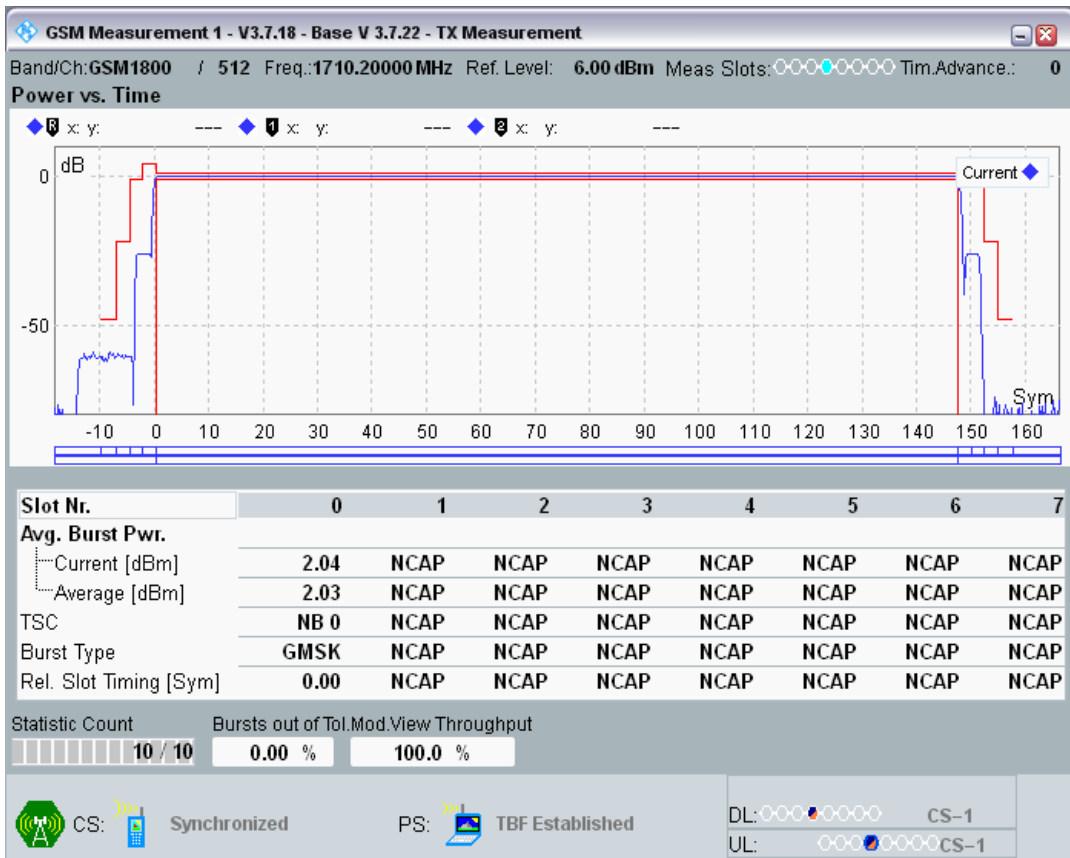 GSM Measurement 1 - V3.7.18 - Base V 3.7.22 - TX Measurement
Band/Ch:GSM1800 / 512 Freq.:1710.20000 MHz Ref. Level: 6.00 dBm Meas Slots: Tim.Advance.: 0
Power vs. Time
R x: y: --- 1 x: y: --- 2 x: y: ---
dB
Current
0
-50
Sym
-10 0 10 20 30 40 50 60 70 80 90 100 110 120 130 140 150 160
Slot Nr. 0 1 2 3 4 5 6 7
Avg. Burst Pwr.
Current [dBm] 2.04 NCAP NCAP NCAP NCAP NCAP NCAP NCAP
Average [dBm] 2.03 NCAP NCAP NCAP NCAP NCAP NCAP NCAP
TSC NB 0 NCAP NCAP NCAP NCAP NCAP NCAP NCAP
Burst Type GMSK NCAP NCAP NCAP NCAP NCAP NCAP NCAP
Rel. Slot Timing [Sym] 0.00 NCAP NCAP NCAP NCAP NCAP NCAP NCAP
Statistic Count Bursts out of Tol.Mod.View Throughput
10 / 10 0.00 % 100.0 %
CS: Synchronized PS: TBF Established
DL: CS-1
UL: CS-1